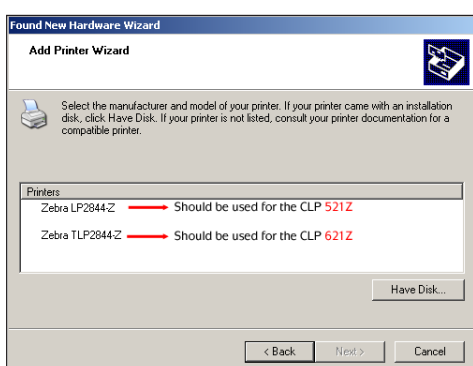 Found New Hardware Wizard
Add Printer Wizard
Select the manufacturer and model of your printer. If your printer came with an installation
disk, click Have Disk. If your printer is not listed, consult your printer documentation for a
compatible printer.
Printers
Zebra LP2844-Z Should be used for the CLP 521Z
Zebra TLP2844-Z Should be used for the CLP 621Z
Have Disk...
< Back Next > Cancel